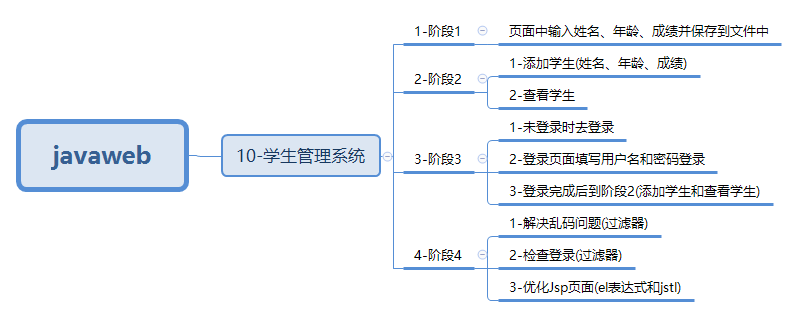 javaweb
10-学生管理系统
1-阶段1
页面中输入姓名、年龄、成绩并保存到文件中
2-阶段2
1-添加学生(姓名、年龄、成绩)
2-查看学生
3-阶段3
1-未登录时去登录
2-登录页面填写用户名和密码登录
3-登录完成后到阶段2(添加学生和查看学生)
4-阶段4
1-解决乱码问题(过滤器)
2-检查登录(过滤器)
3-优化Jsp页面(el表达式和jstl)